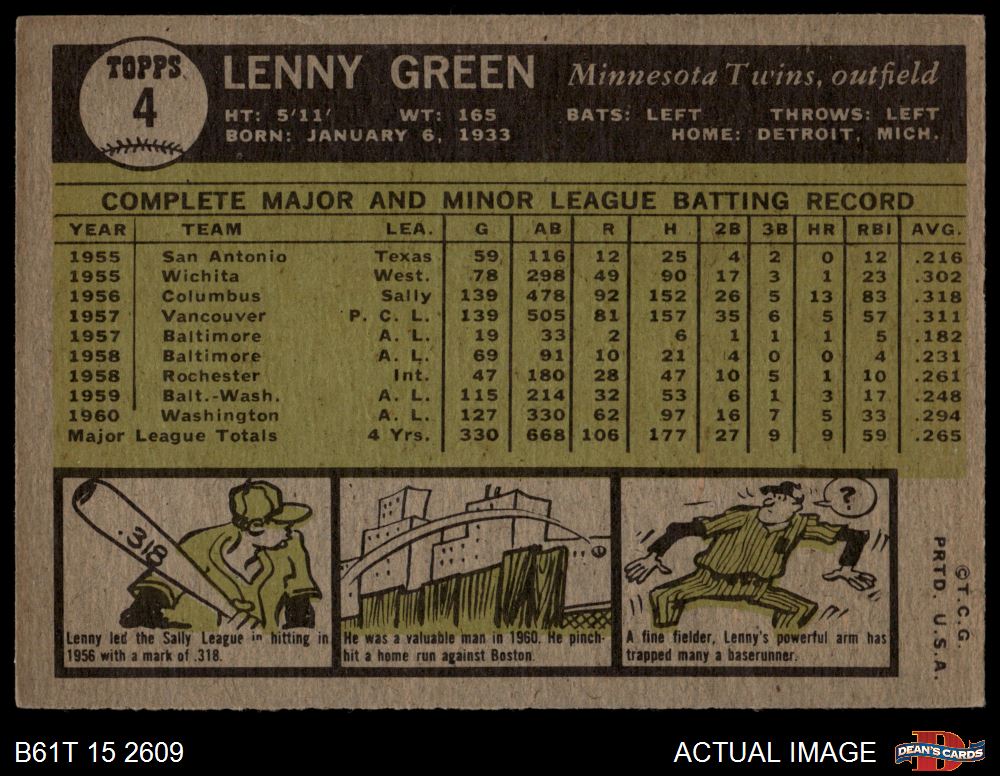 TOPPS
4
LENNY GREEN Minnesota Twins, outfield
HT: 5'11' WT: 165 BATS: LEFT THROWS: LEFT
BORN: JANUARY 6, 1933 HOME: DETROIT, MICH.
COMPLETE MAJOR AND MINOR LEAGUE BATTING RECORD
YEAR TEAM LEA. G AB R H 2B 3B HR RBI AVG.
1955 San Antonio Texas 59 116 12 25 4 2 0 12 .216
1955 Wichita West. 78 298 49 90 17 3 1 23 .302
1956 Columbus Sally 139 478 92 152 26 5 13 83 .318
1957 Vancouver P. C. L. 139 505 81 157 35 6 5 57 .311
1957 Baltimore A. L. 19 33 2 6 1 1 1 5 .182
1958 Baltimore A. L. 69 91 10 21 4 0 0 4 .231
1958 Rochester Int. 47 180 28 47 10 5 1 10 .261
1959 Balt.-Wash. A. L. 115 214 32 53 6 1 3 17 .248
1960 Washington A. L. 127 330 62 97 16 7 5 33 .294
Major League Totals 4 Yrs. 330 668 106 177 27 9 9 59 .265
.318
Lenny led the Sally League in hitting in
1956 with a mark of .318.
He was a valuable man in 1960. He pinch-
hit a home run against Boston.
?
A fine fielder, Lenny's powerful arm has
trapped many a baserunner.
©T.C.G.
PRTD. U.S.A.
B61T 15 2609
ACTUAL IMAGE
DEAN'S CARDS